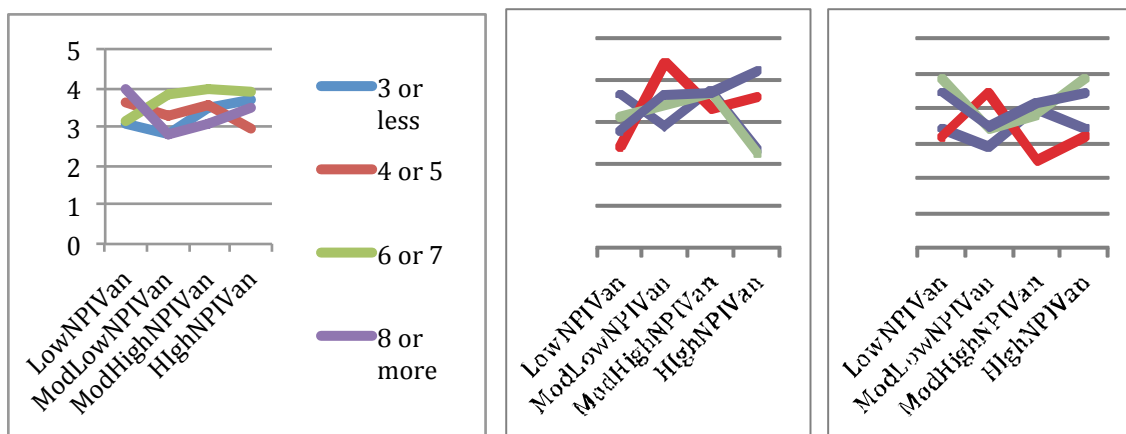 5
4
3
2
1
0
LowNPIVan
ModLowNPIVan
ModHighNPIVan
HIghNPIVan
3 or
less
4 or 5
6 or 7
8 or
more
LowNPIVan
ModLowNPIVan
ModHighNPIVan
HIghNPIVan
LowNPIVan
ModLowNPIVan
ModHighNPIVan
HIghNPIVan